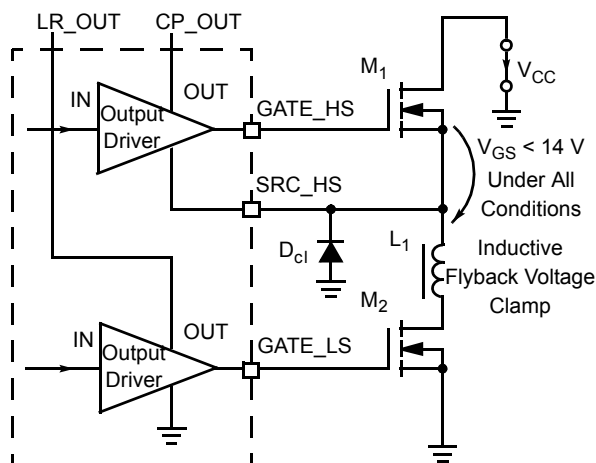 LR_OUT CP_OUT
IN
OUT
Output
Driver
GATE_HS
M1
VCC
VGS < 14 V
Under All
Conditions
SRC_HS
Dcl
L1
Inductive
Flyback Voltage
Clamp
M2
IN
OUT
Output
Driver
GATE_LS